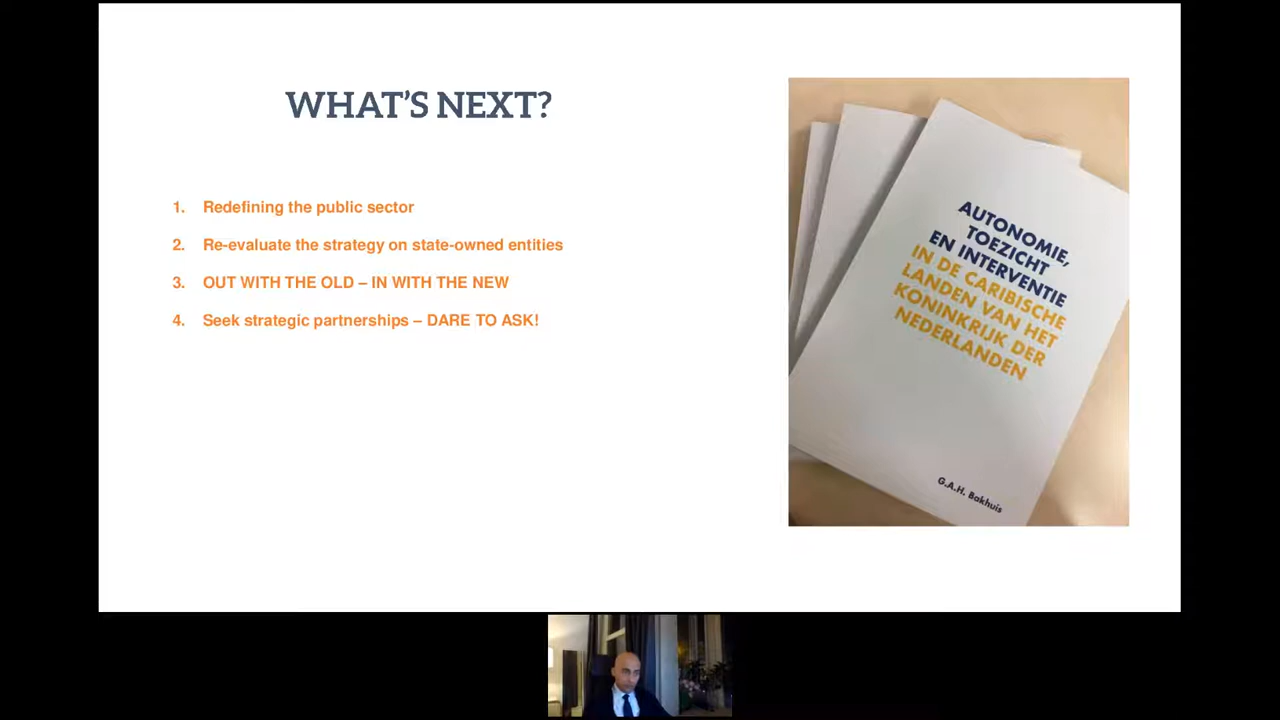 WHAT'S NEXT?
1. Redefining the public sector
2. Re-evaluate the strategy on state-owned entities
3. OUT WITH THE OLD – IN WITH THE NEW
4. Seek strategic partnerships – DARE TO ASK!
AUTONOMIE,
TOEZICHT
EN INTERVENTIE
IN DE CARIBISCHE
LANDEN VAN HET
KONINKRIJK DER
NEDERLANDEN
G.A.H. Bakhuis